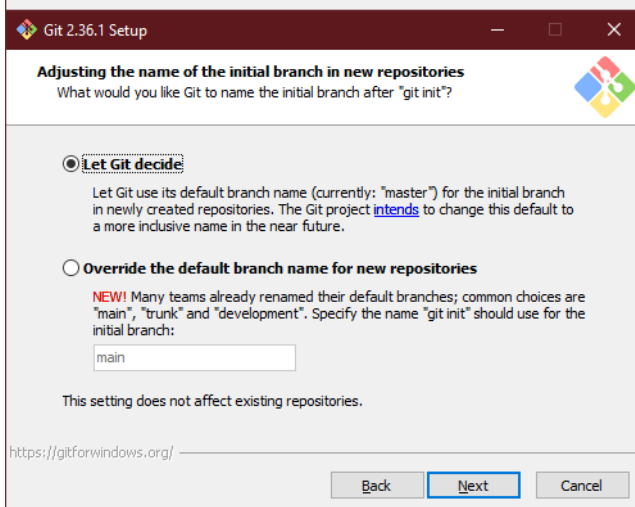 Git 2.36.1 Setup
Adjusting the name of the initial branch in new repositories
What would you like Git to name the initial branch after "git init"?
Let Git decide
Let Git use its default branch name (currently: "master") for the initial branch
in newly created repositories. The Git project intends to change this default to
a more inclusive name in the near future.
Override the default branch name for new repositories
NEW! Many teams already renamed their default branches; common choices are
"main", "trunk" and "development". Specify the name "git init" should use for the
initial branch:
main
This setting does not affect existing repositories.
https://gitforwindows.org/
Back Next Cancel